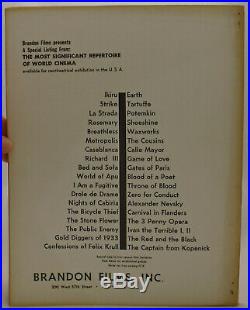 Brandon Films presents
A Special Listing from:
THE MOST SIGNIFICANT REPERTOIRE
OF WORLD CINEMA
available for nontheatrical exhibition in the U.S.A.
Ikiru Earth
Strike Tartuffe
La Strada Potemkin
Rosemary Shoeshine
Breathless Waxworks
Metropolis The Cousins
Casablanca Calle Mayor
Richard III Game of Love
Bed and Sofa Gates of Paris
World of Apu Blood of a Poet
I Am a Fugitive Throne of Blood
Drole de Drame Zero for Conduct
Nights of Cabiria Alexander Nevsky
The Bicycle Thief Carnival in Flanders
The Stone Flower The 3 Penny Opera
The Public Enemy Ivan the Terrible I, II
Gold Diggers of 1933 The Red and the Black
Confessions of Felix Krull The Captain from Kopenick
BRANDON FILMS, INC.
200 West 57th Street